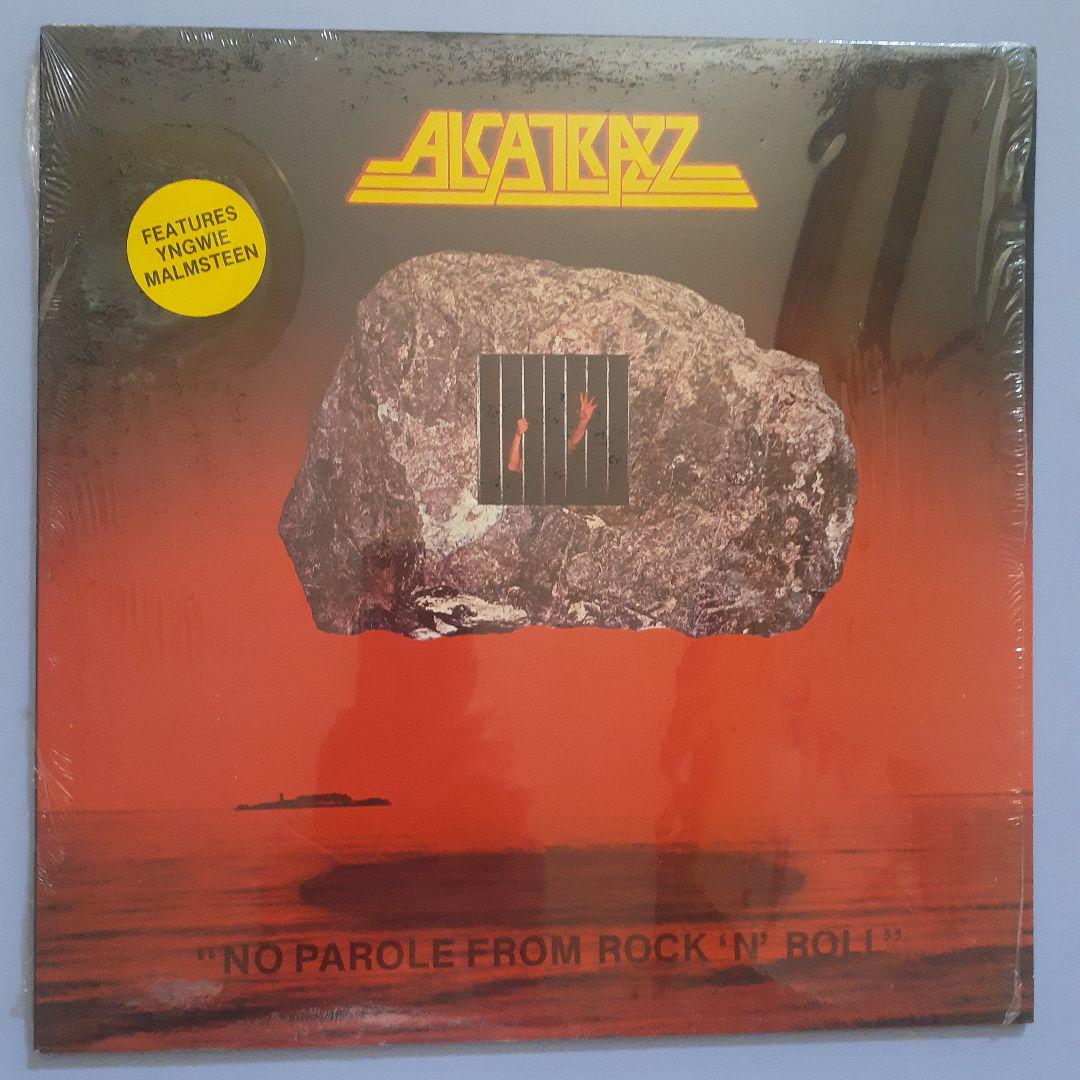 ALCATRAZZ
FEATURES
YNGWIE
MALMSTEEN
"NO PAROLE FROM ROCK 'N' ROLL"